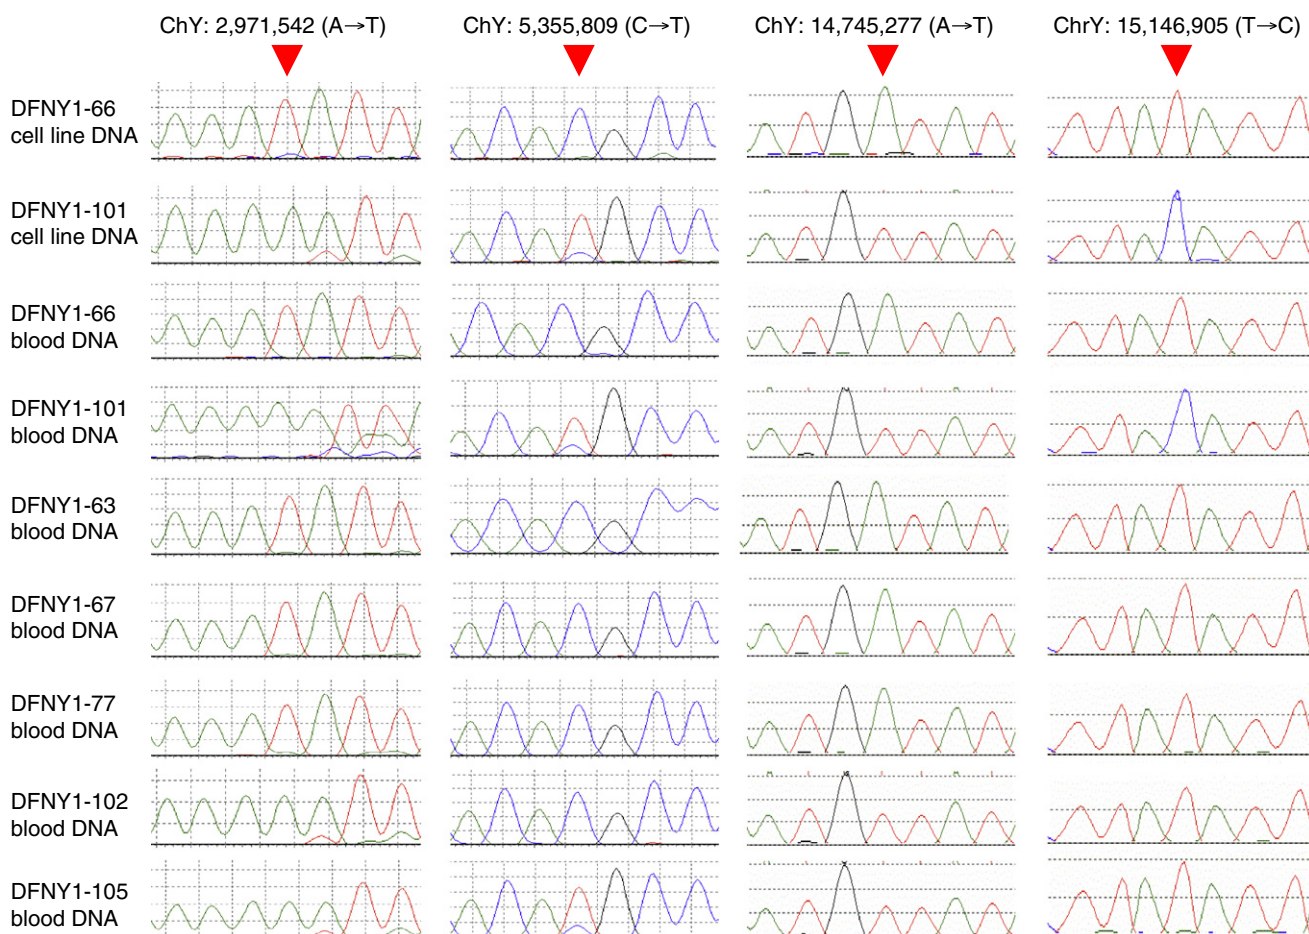 ChY: 2,971,542 (A→T)
ChY: 5,355,809 (C→T)
ChY: 14,745,277 (A→T)
ChrY: 15,146,905 (T→C)
DFNY1-66
cell line DNA
DFNY1-101
cell line DNA
DFNY1-66
blood DNA
DFNY1-101
blood DNA
DFNY1-63
blood DNA
DFNY1-67
blood DNA
DFNY1-77
blood DNA
DFNY1-102
blood DNA
DFNY1-105
blood DNA